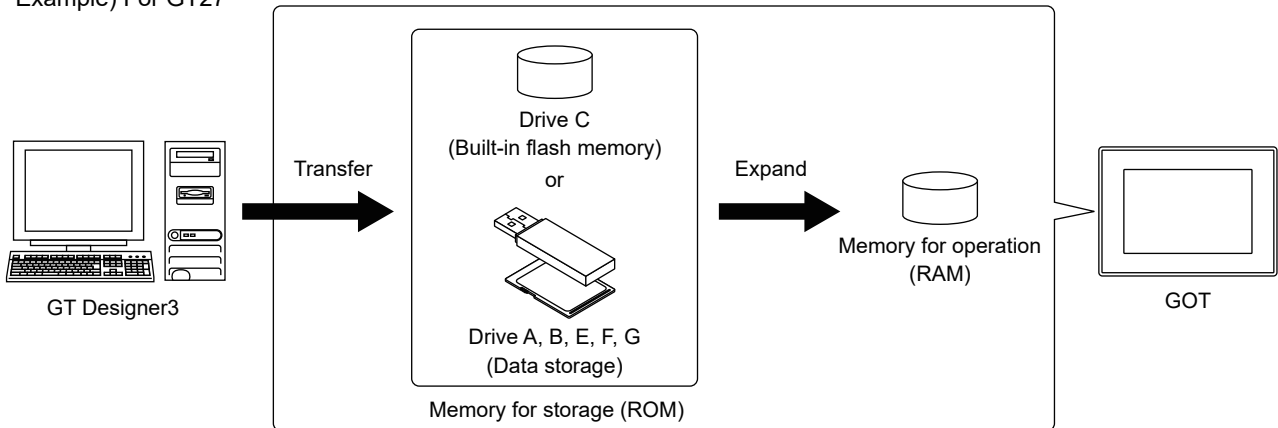 Example) For GT27
Drive C
(Built-in flash memory)
or
Transfer
Expand
Memory for operation
(RAM)
GT Designer3
GOT
Drive A, B, E, F, G
(Data storage)
Memory for storage (ROM)